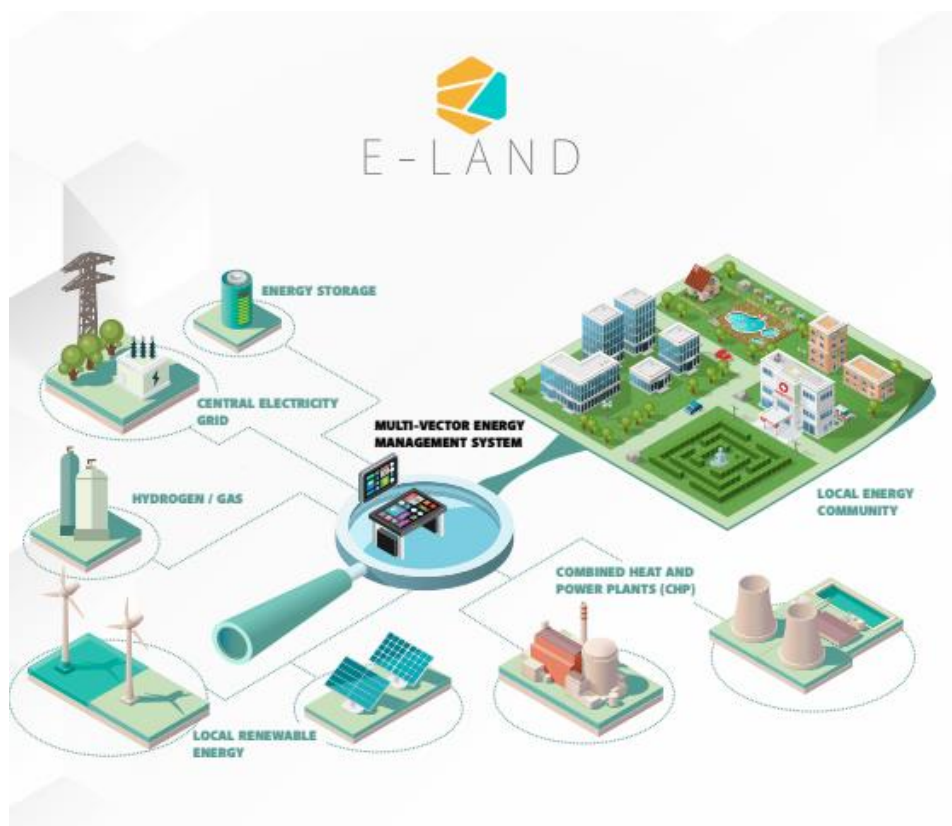 E-LAND
ENERGY STORAGE
CENTRAL ELECTRICITY
GRID
MULTI-VECTOR ENERGY
MANAGEMENT SYSTEM
HYDROGEN / GAS
LOCAL ENERGY
COMMUNITY
COMBINED HEAT AND
POWER PLANTS (CHP)
LOCAL RENEWABLE
ENERGY